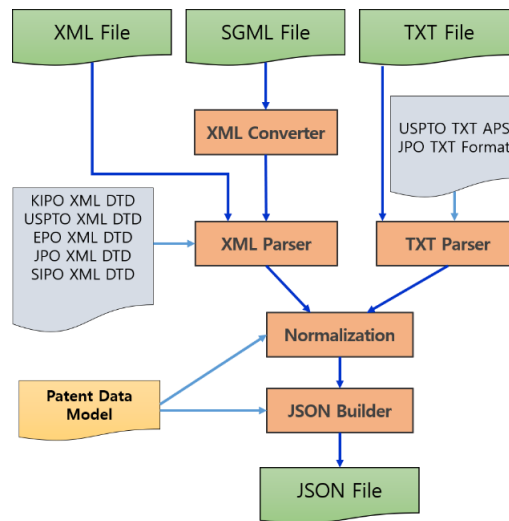 XML File
SGML File
TXT File
XML Converter
USPTO TXT APS
JPO TXT Format
KIPO XML DTD
USPTO XML DTD
EPO XML DTD
JPO XML DTD
SIPO XML DTD
XML Parser
TXT Parser
Normalization
Patent Data
Model
JSON Builder
JSON File